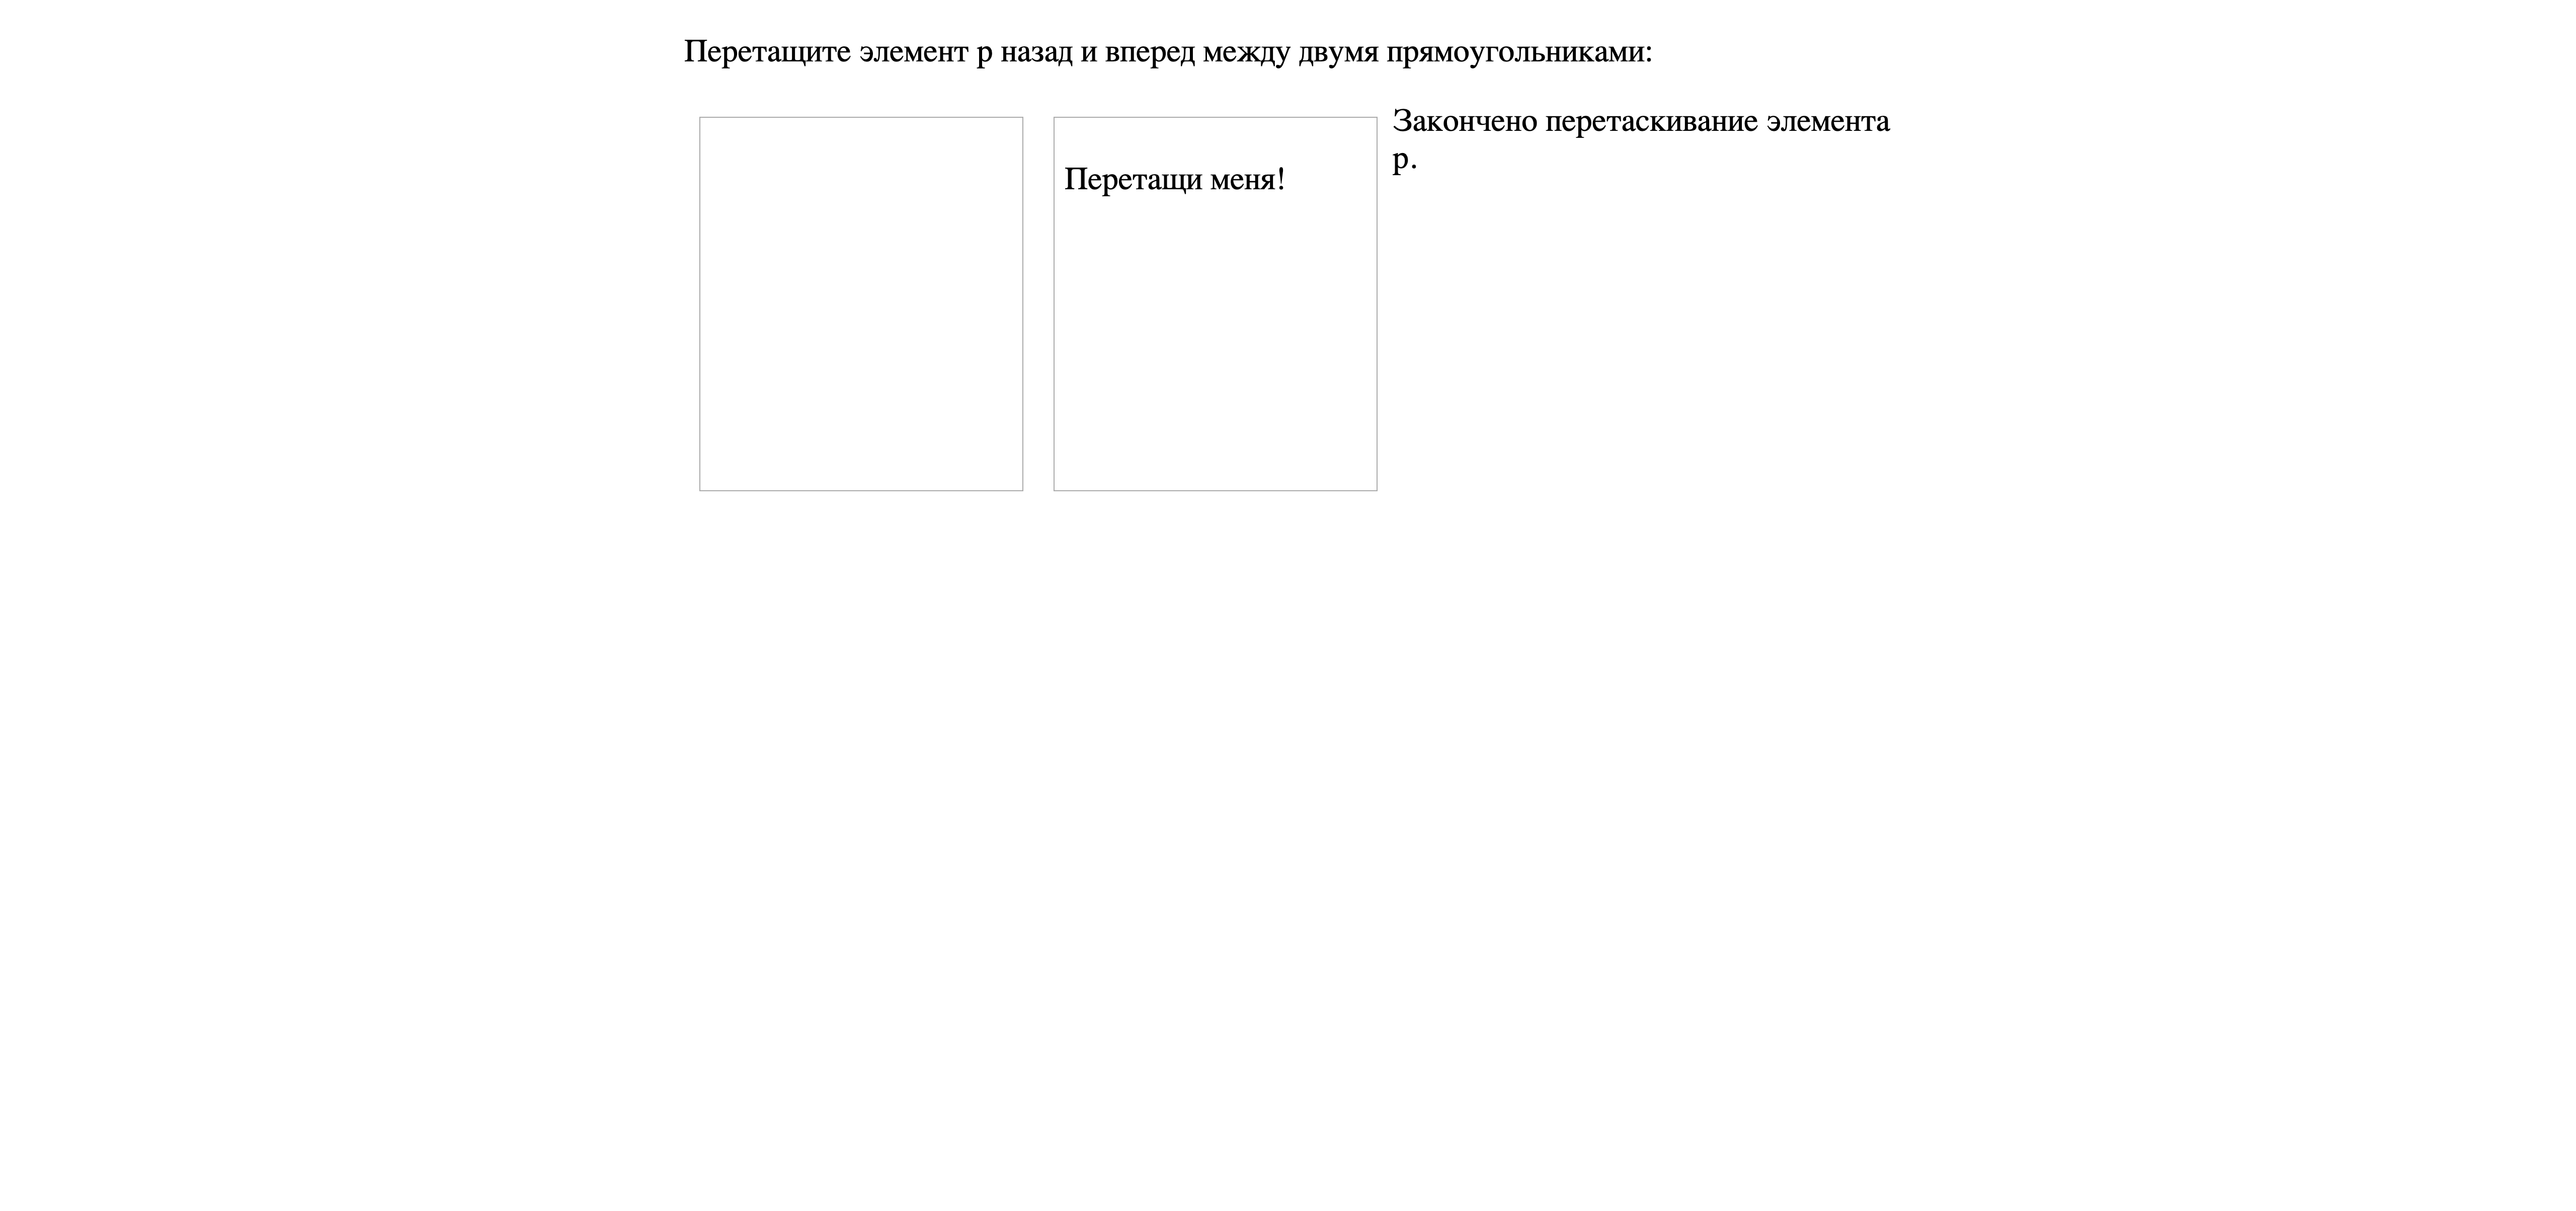 Перетащите элемент p назад и вперед между двумя прямоугольниками:
Перетащи меня!
Закончено перетаскивание элемента
p.